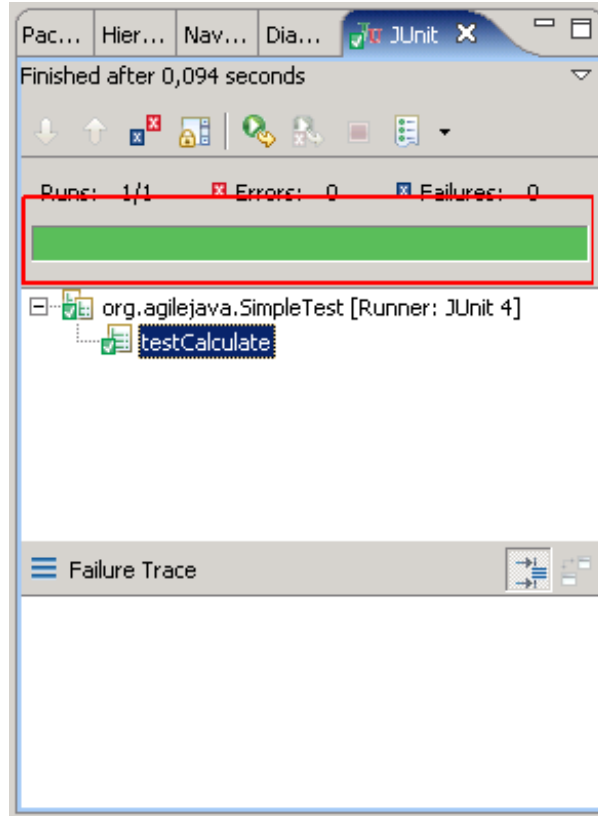 Pac... Hier... Nav... Dia... JUnit
Finished after 0,094 seconds
Runs: 1/1 Errors: 0 Failures: 0
org.agilejava.SimpleTest [Runner: JUnit 4]
testCalculate
Failure Trace